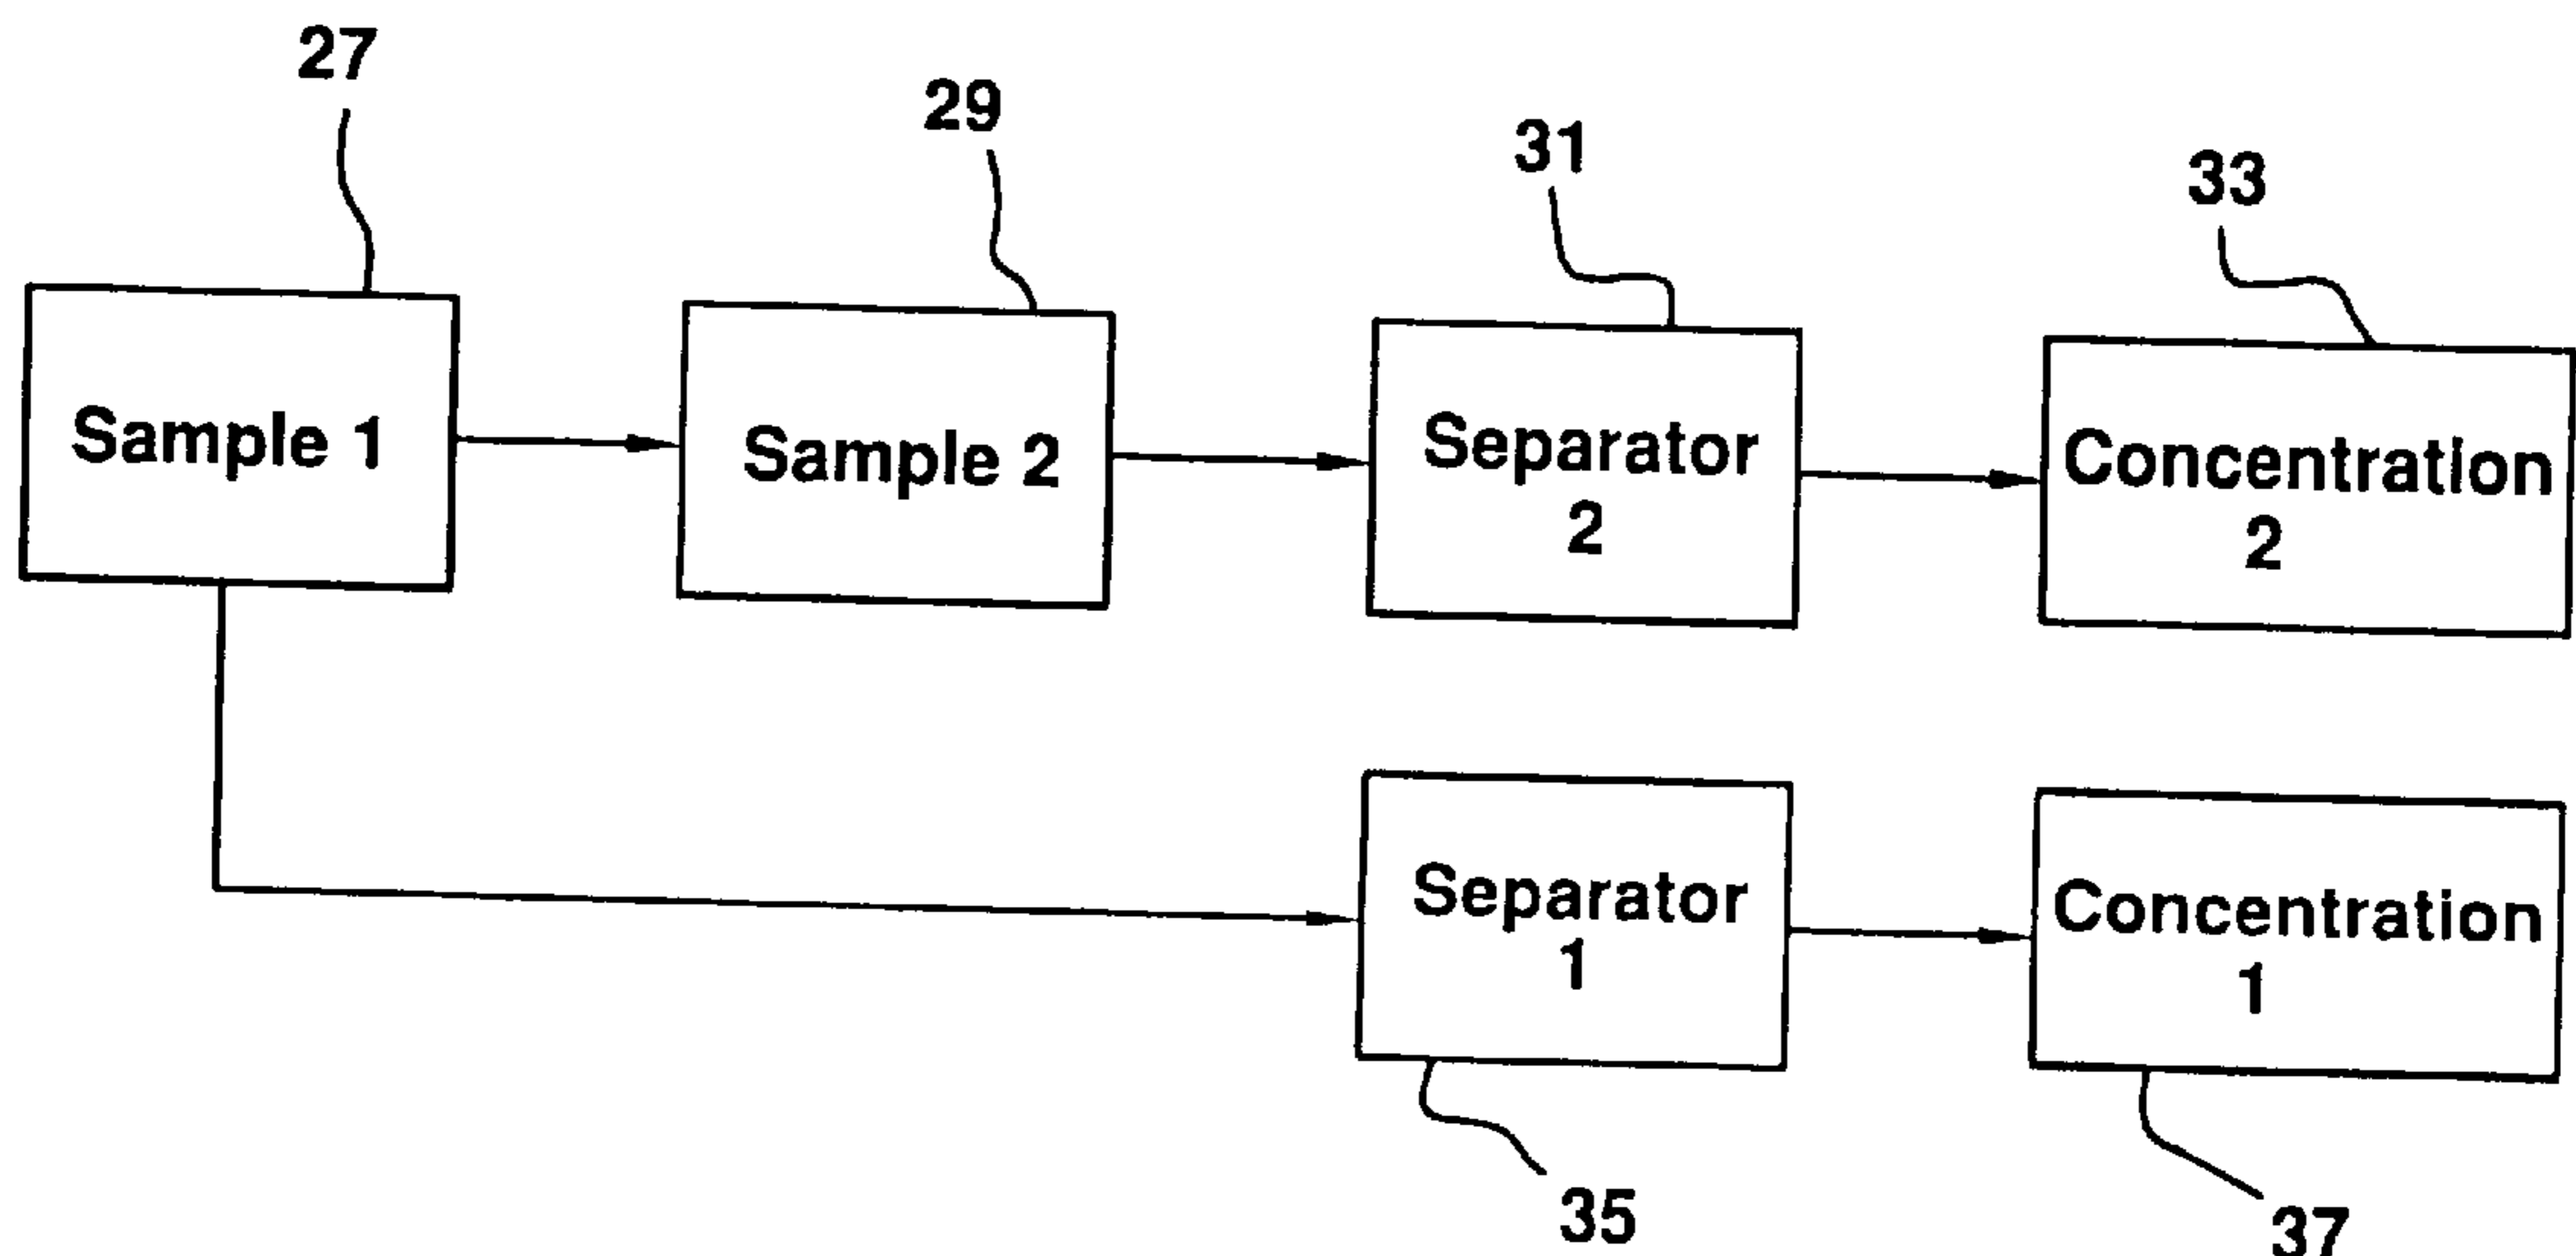 27
29
31
33
Sample 1
Sample 2
Separator
2
Concentration
2
Separator
1
Concentration
1
35
37